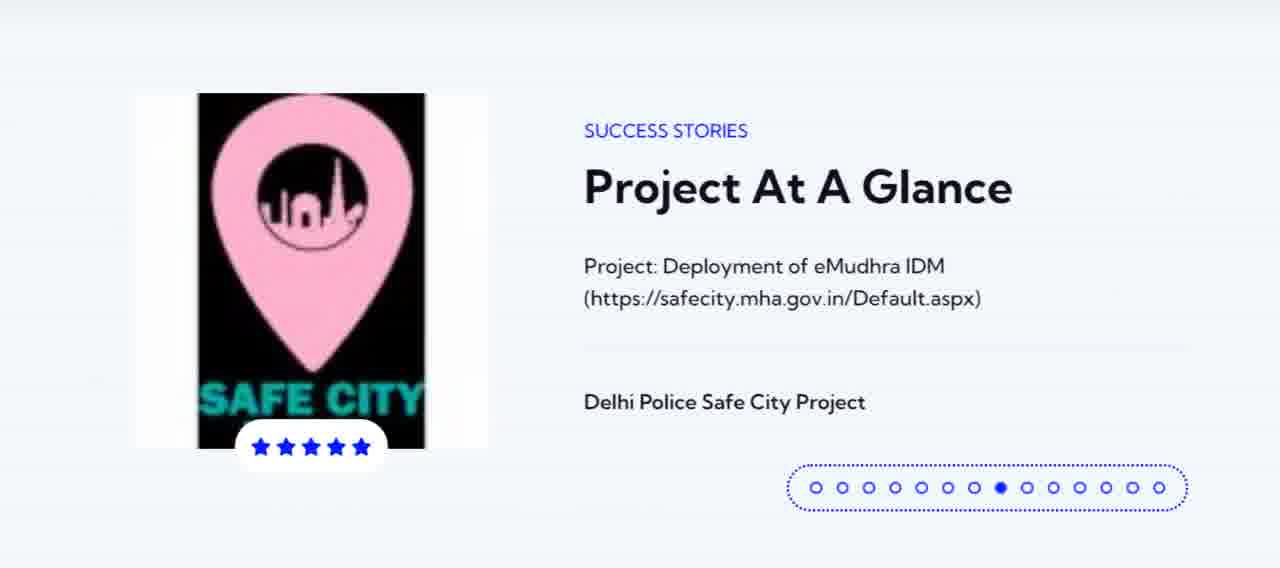 SAFE CITY
SUCCESS STORIES
Project At A Glance
Project: Deployment of eMudhra IDM
(https://safecity.mha.gov.in/Default.aspx)
Delhi Police Safe City Project